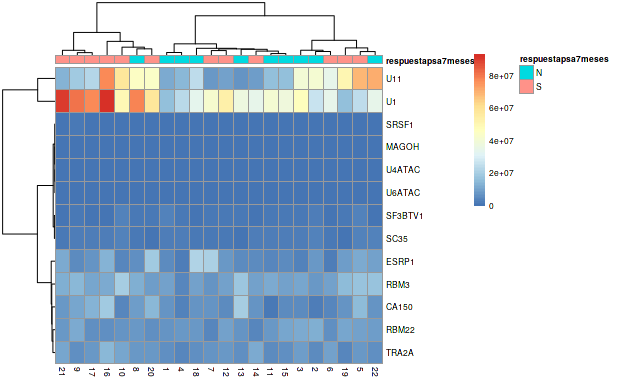 respuestapsa7meses
U11
U1
SRSF1
MAGOH
U4ATAC
U6ATAC
SF3BTV1
SC35
ESRP1
RBM3
CA150
RBM22
TRA2A
21 9 17 16 10 8 20 1 4 18 7 12 13 14 11 15 3 2 6 19 5 22
8e+07
6e+07
4e+07
2e+07
0
respuestapsa7meses
N
S